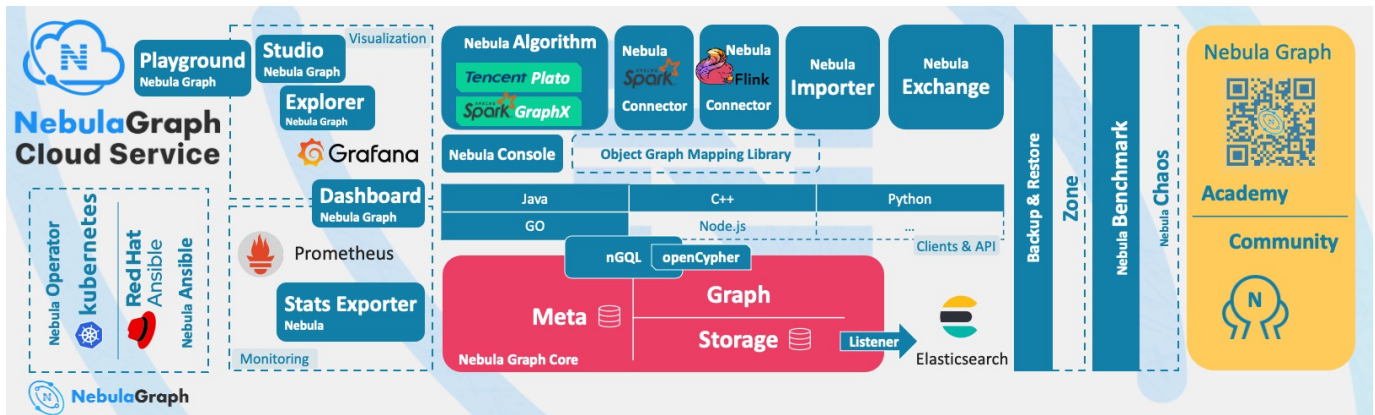 NebulaGraph
Cloud Service
Playground
Nebula Graph
Visualization
Studio
Nebula Graph
Explorer
Nebula Graph
Grafana
Dashboard
Nebula Graph
Nebula Operator
kubernetes
Red Hat
Ansible
Nebula Ansible
Prometheus
Stats Exporter
Nebula
Monitoring
NebulaGraph
Nebula Algorithm
Tencent Plato
APACHE
Spark GraphX
Nebula
APACHE
Spark
Connector
Nebula
Flink
Connector
Nebula
Importer
Nebula
Exchange
Nebula Console
Object Graph Mapping Library
Java
C++
Python
GO
Node.js
...
Clients & API
nGQL
openCypher
Meta
Graph
Storage
Nebula Graph Core
Listener
Elasticsearch
Backup & Restore
Zone
Nebula Benchmark
Nebula Chaos
Nebula Graph
Academy
Community
N